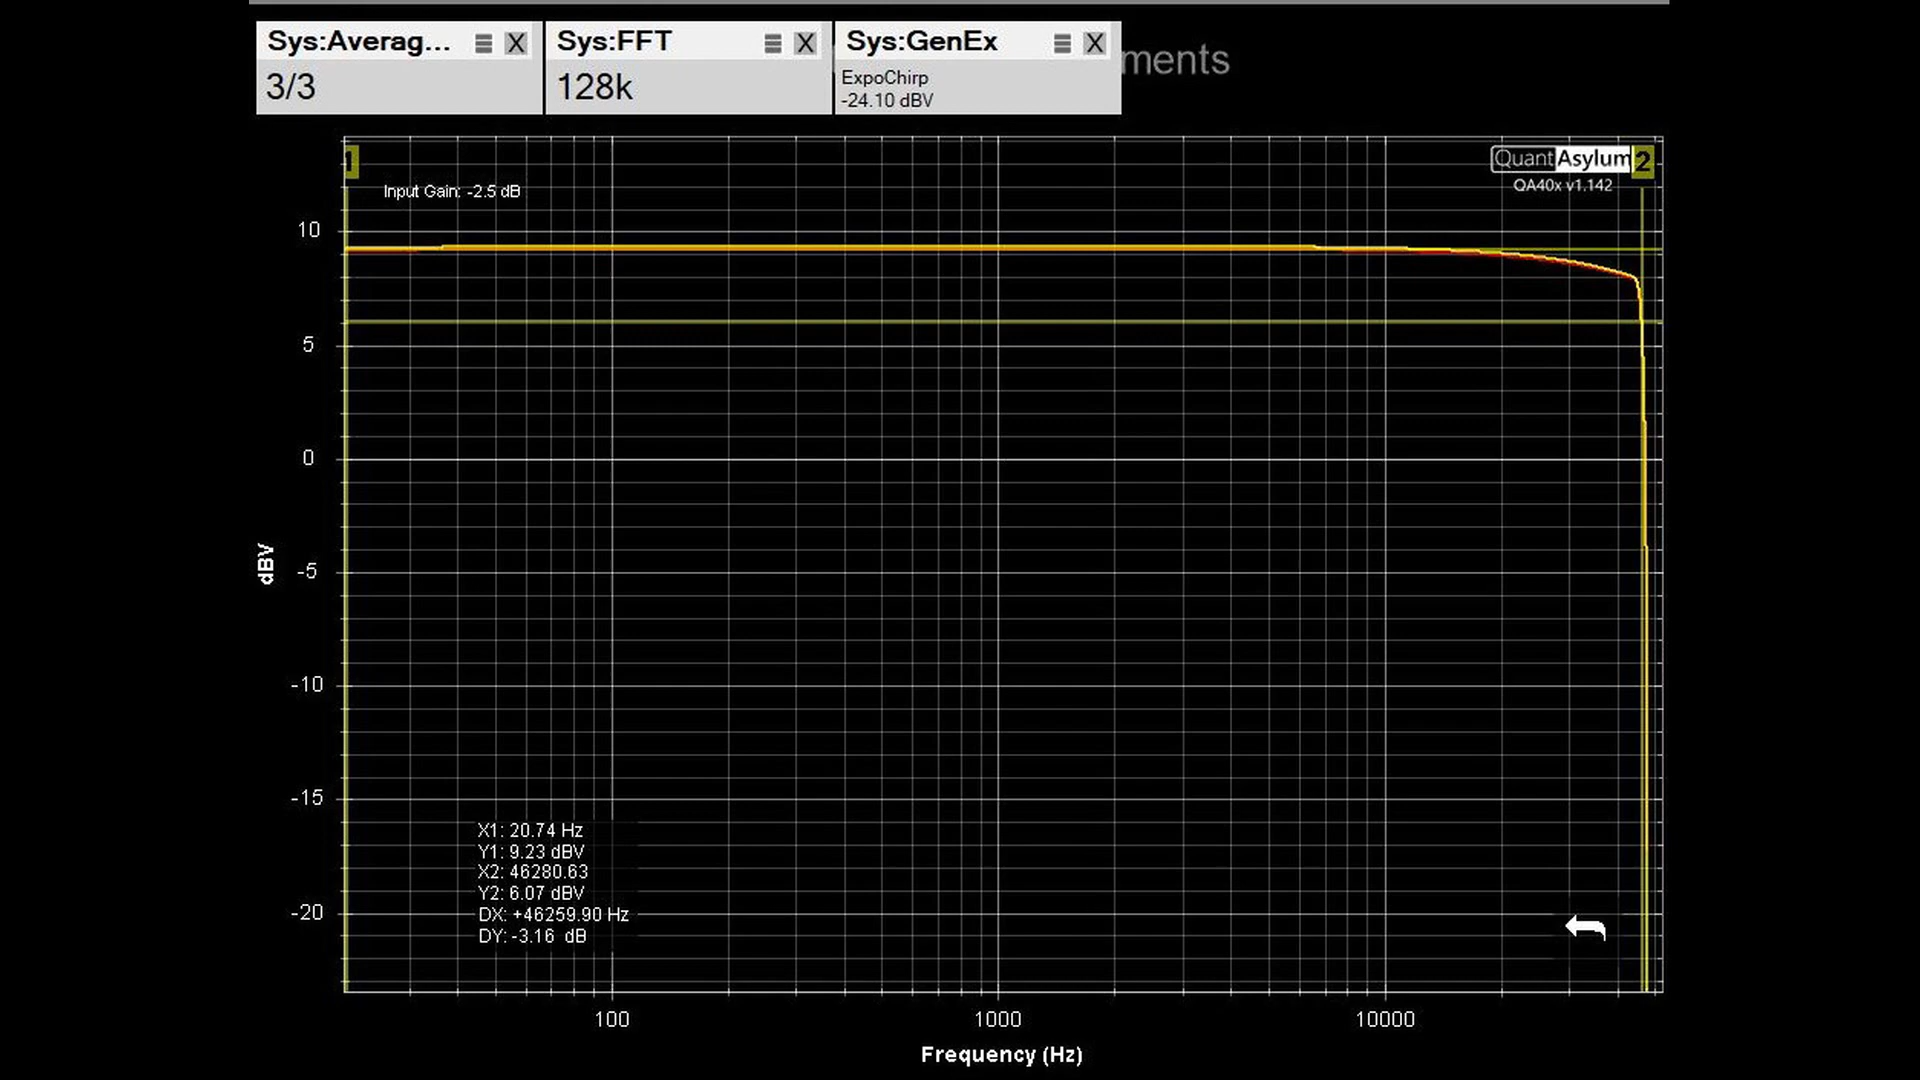 Sys:Averag...
3/3
Sys:FFT
128k
Sys:GenEx
ExpoChirp
-24.10 dBV
ments
1
Input Gain: -2.5 dB
QuantAsylum
2
QA40x v1.142
10
5
0
-5
-10
-15
-20
dBV
X1: 20.74 Hz
Y1: 9.23 dBV
X2: 46280.63
Y2: 6.07 dBV
DX: +46259.90 Hz
DY: -3.16 dB
100
1000
10000
Frequency (Hz)